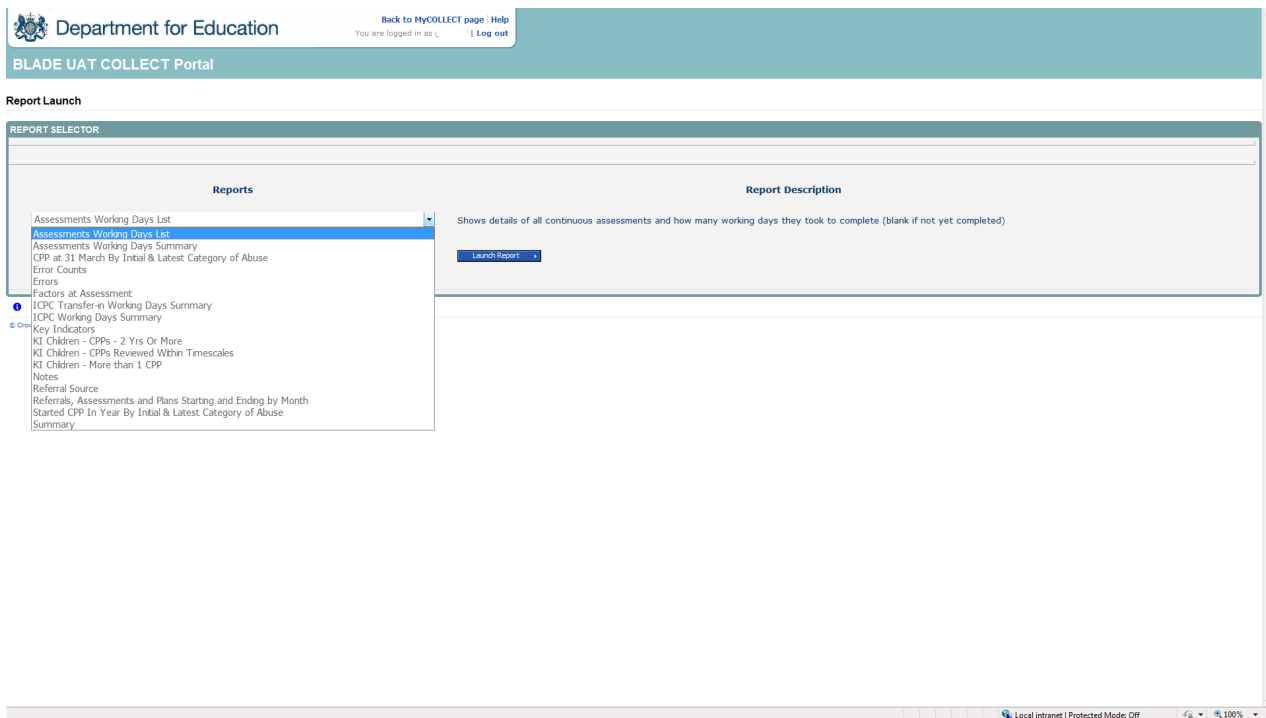 Department for Education
Back to MyCOLLECT page | Help
You are logged in as | Log out
BLADE UAT COLLECT Portal
Report Launch
REPORT SELECTOR
Reports
Report Description
Assessments Working Days List
Shows details of all continuous assessments and how many working days they took to complete (blank if not yet completed)
Launch Report
Assessments Working Days List
Assessments Working Days Summary
CPP at 31 March By Initial & Latest Category of Abuse
Error Counts
Errors
Factors at Assessment
ICPC Transfer-in Working Days Summary
ICPC Working Days Summary
Key Indicators
KI Children - CPPs - 2 Yrs Or More
KI Children - CPPs Reviewed Within Timescales
KI Children - More than 1 CPP
Notes
Referral Source
Referrals, Assessments and Plans Starting and Ending by Month
Started CPP In Year By Initial & Latest Category of Abuse
Summary
©
Local intranet | Protected Mode: Off
100%